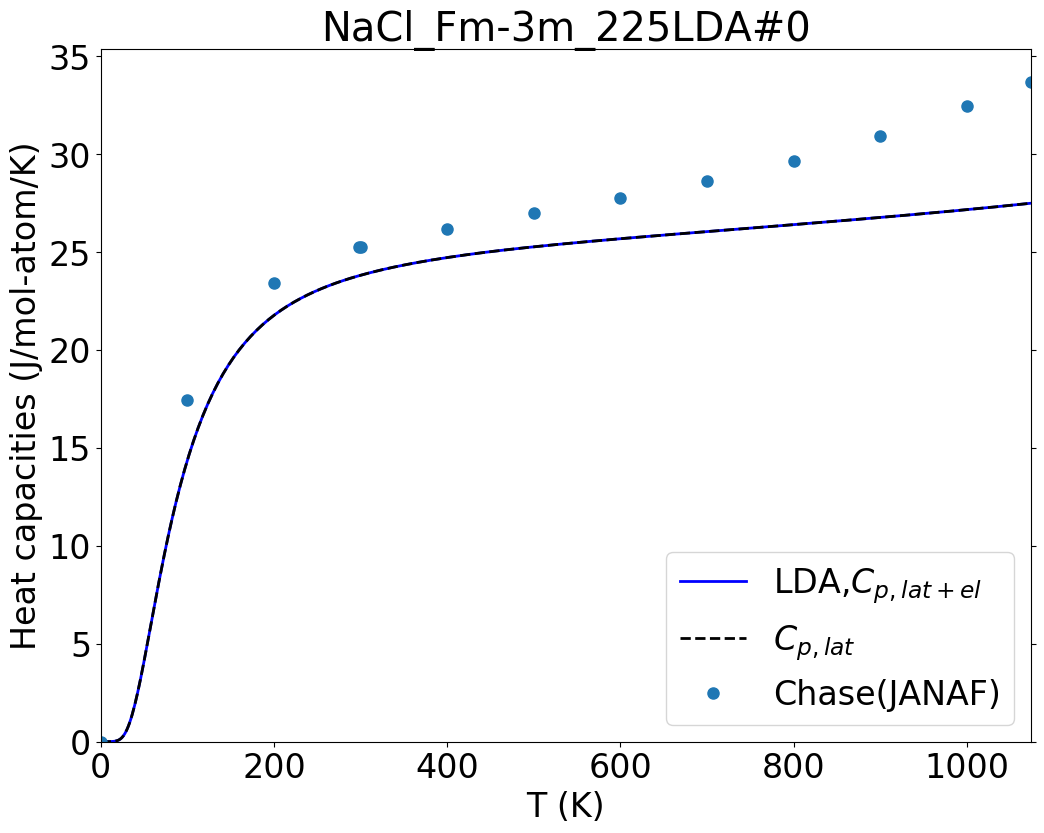 NaCl_Fm-3m_225LDA#0
Heat capacities (J/mol-atom/K)
35
30
25
20
15
10
5
0
LDA,$C_{p,lat+el}$
$C_{p,lat}$
Chase(JANAF)
0 200 400 600 800 1000
T (K)